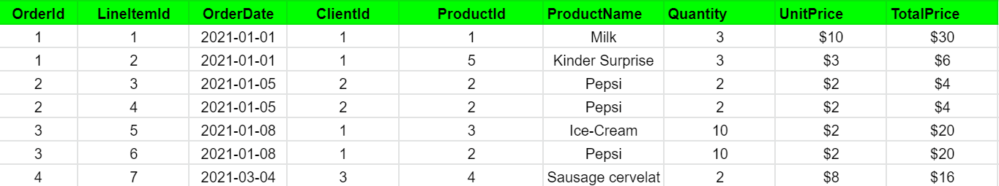 OrderId LineItemId OrderDate ClientId ProductId ProductName Quantity UnitPrice TotalPrice
1 1 2021-01-01 1 1 Milk 3 $10 $30
1 2 2021-01-01 1 5 Kinder Surprise 3 $3 $6
2 3 2021-01-05 2 2 Pepsi 2 $2 $4
2 4 2021-01-05 2 2 Pepsi 2 $2 $4
3 5 2021-01-08 1 3 Ice-Cream 10 $2 $20
3 6 2021-01-08 1 2 Pepsi 10 $2 $20
4 7 2021-03-04 3 4 Sausage cervelat 2 $8 $16